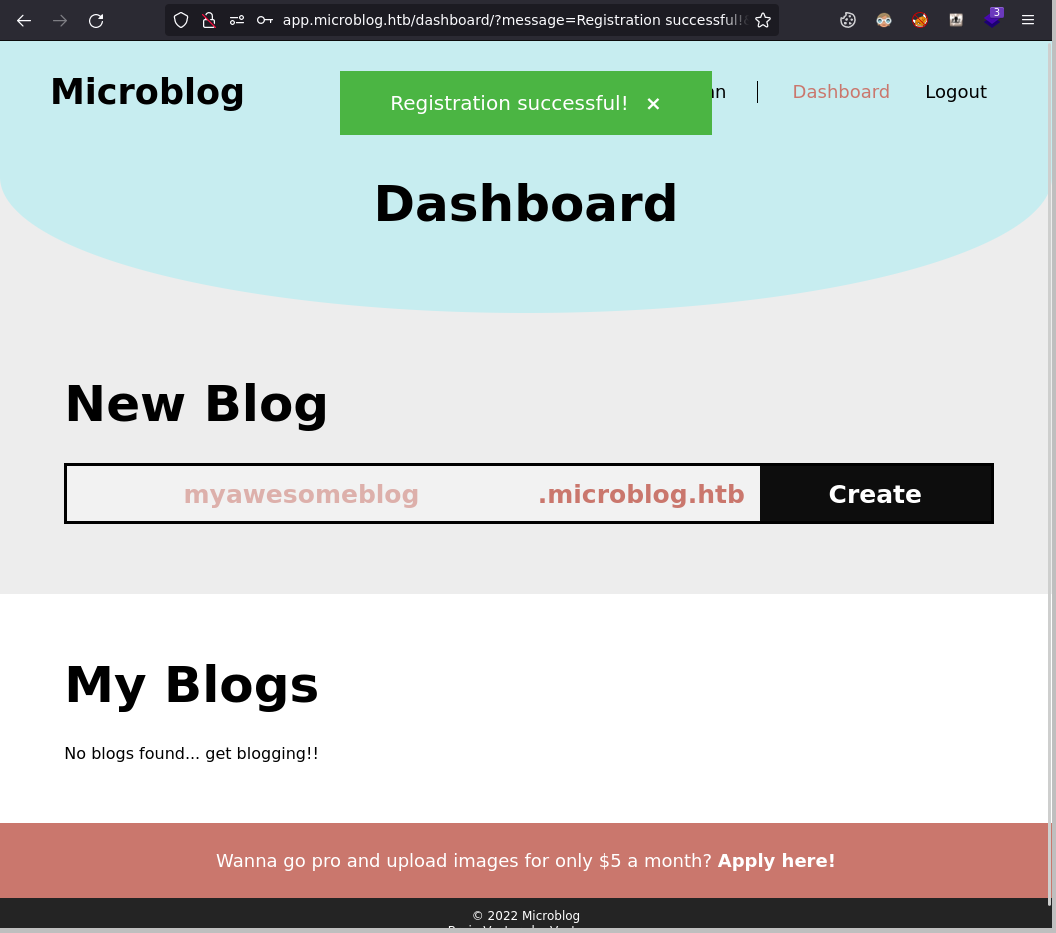 app.microblog.htb/dashboard/?message=Registration successful!
3
Microblog
Registration successful! ×
Dashboard
Logout
Dashboard
New Blog
myawesomeblog .microblog.htb Create
My Blogs
No blogs found... get blogging!!
Wanna go pro and upload images for only $5 a month? Apply here!
© 2022 Microblog